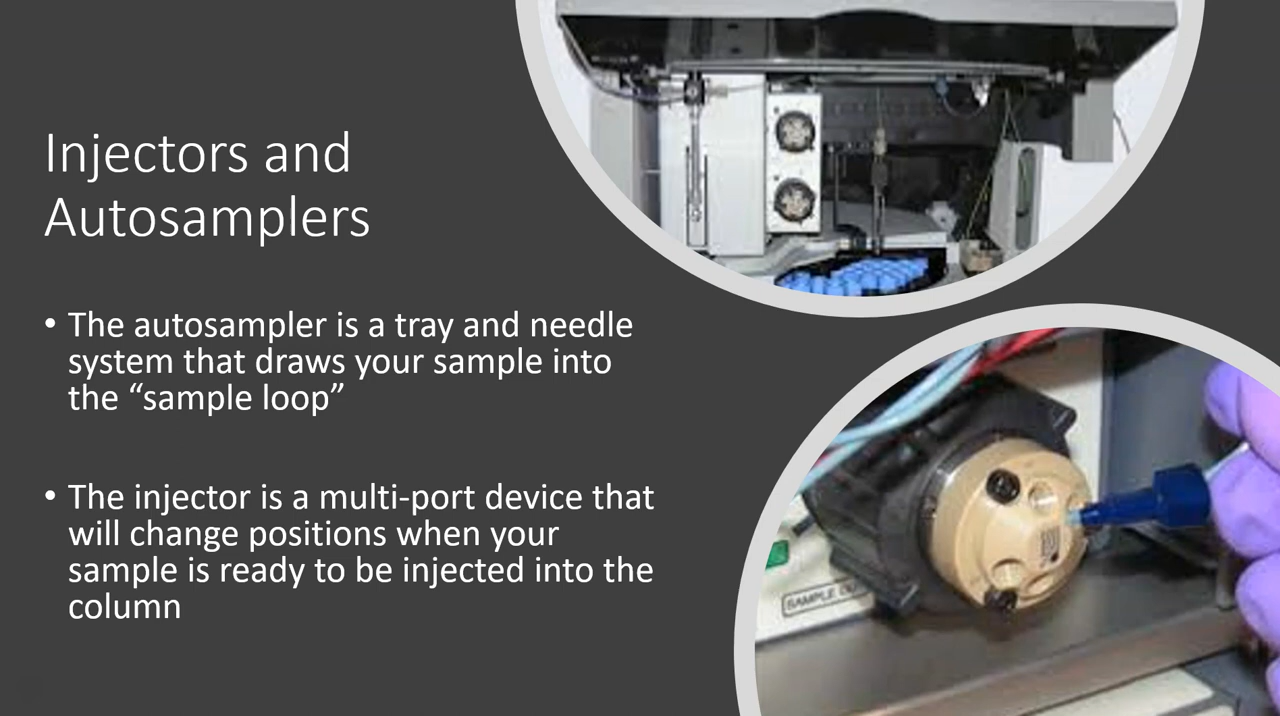 Injectors and
Autosamplers
• The autosampler is a tray and needle
system that draws your sample into
the “sample loop”
• The injector is a multi-port device that
will change positions when your
sample is ready to be injected into the
column
SAMPLE